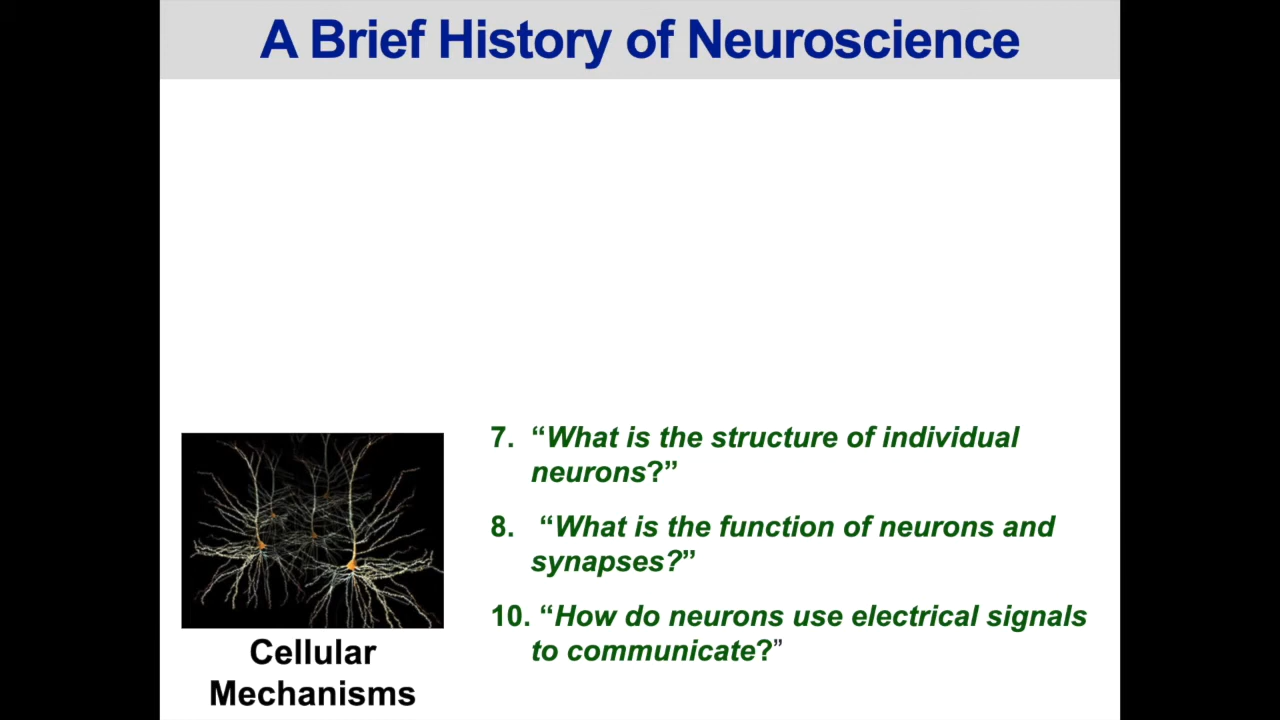 A Brief History of Neuroscience
7. “What is the structure of individual
neurons?”
8. “What is the function of neurons and
synapses?”
10. “How do neurons use electrical signals
to communicate?”
Cellular
Mechanisms